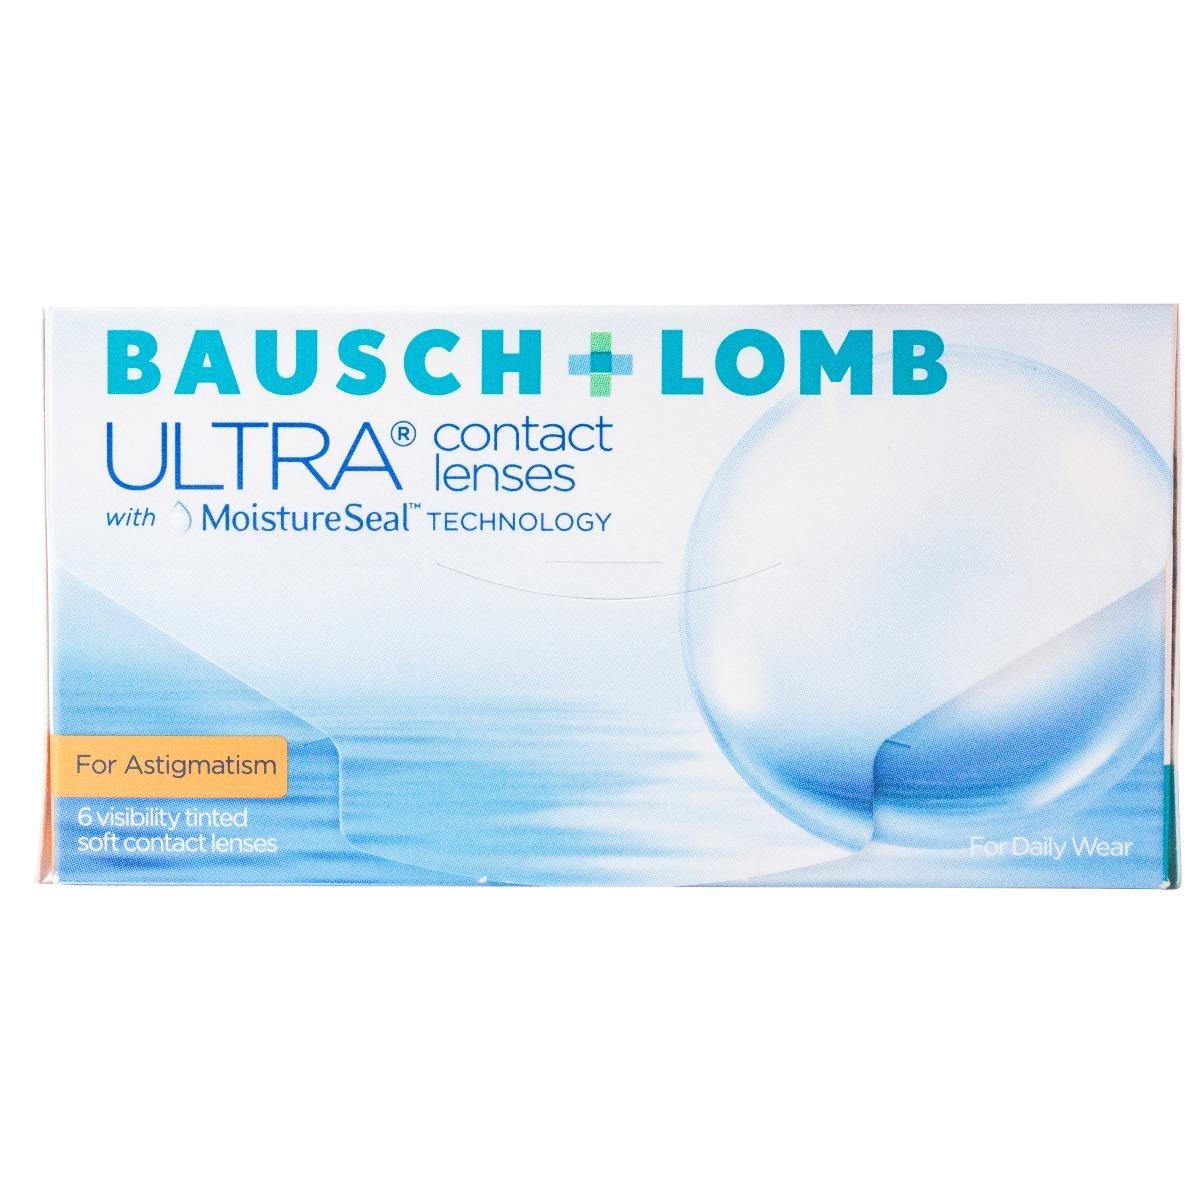 BAUSCH + LOMB
ULTRA® contact lenses
with MoistureSeal™ TECHNOLOGY
For Astigmatism
6 visibility tinted
soft contact lenses
For Daily Wear